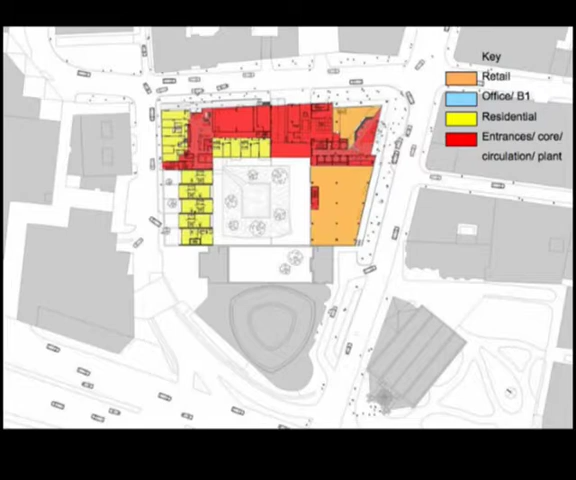 Key
Retail
Office/ B1
Residential
Entrances/ core/
circulation/ plant